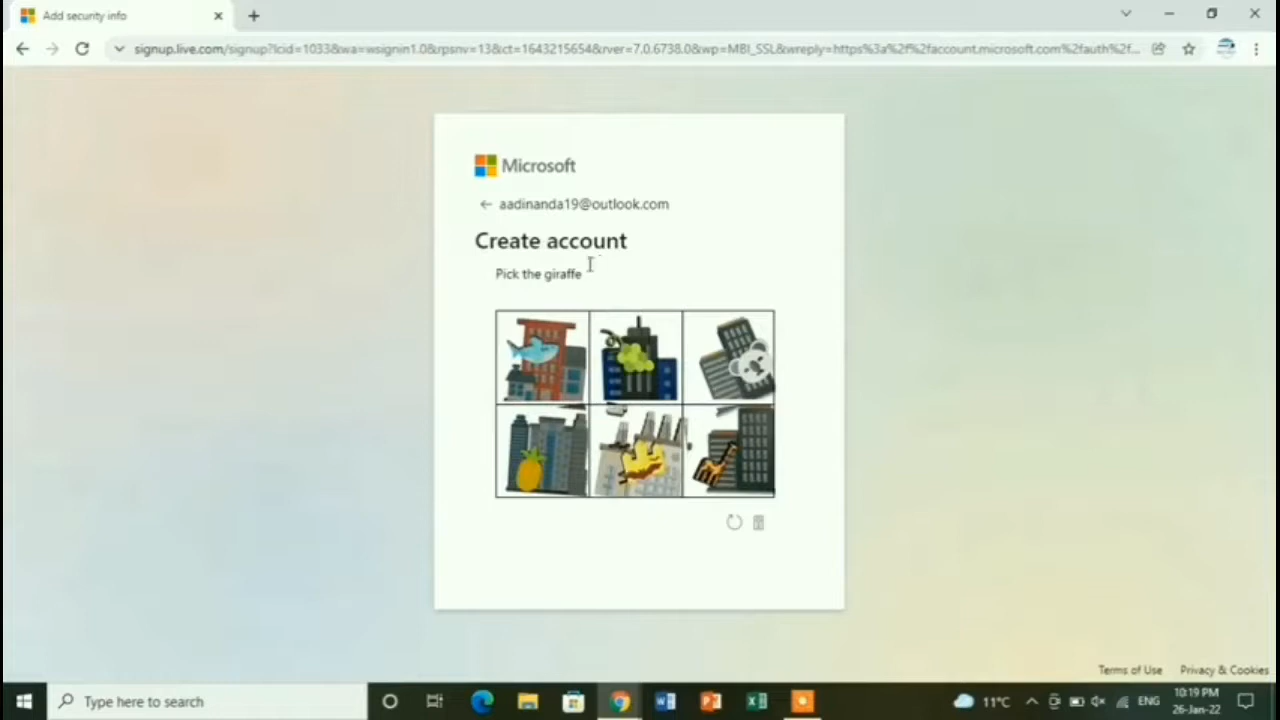 Add security info
signup.live.com/signup?lcid=1033&wa=wsignin1.0&rpsnv=13&ct=1643215654&rver=7.0.6738.0&wp=MBI_SSL&wreply=https%3a%2f%2faccount.microsoft.com%2fauth%2f...
Microsoft
← aadinanda19@outlook.com
Create account
Pick the giraffe
Terms of Use Privacy & Cookies
Type here to search
11°C
ENG
10:19 PM
26-Jan-22